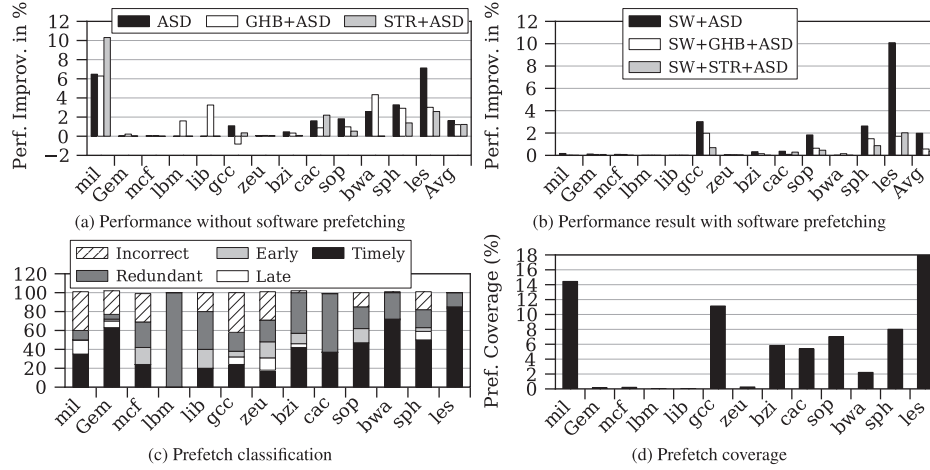 Perf. Improv. in %
12
10
8
6
4
2
0
−2
ASD GHB+ASD STR+ASD
mil Gem mcf lbm lib gcc zeu bzi cac sop bwa sph les Avg
(a) Performance without software prefetching
Perf. Improv. in %
12
10
8
6
4
2
0
SW+ASD
SW+GHB+ASD
SW+STR+ASD
mil Gem mcf lbm lib gcc zeu bzi cac sop bwa sph les Avg
(b) Performance result with software prefetching
Incorrect Early Timely
Redundant Late
120
100
80
60
40
20
0
mil Gem mcf lbm lib gcc zeu bzi cac sop bwa sph les
(c) Prefetch classification
Pref. Coverage (%)
18
16
14
12
10
8
6
4
2
0
mil Gem mcf lbm lib gcc zeu bzi cac sop bwa sph les
(d) Prefetch coverage